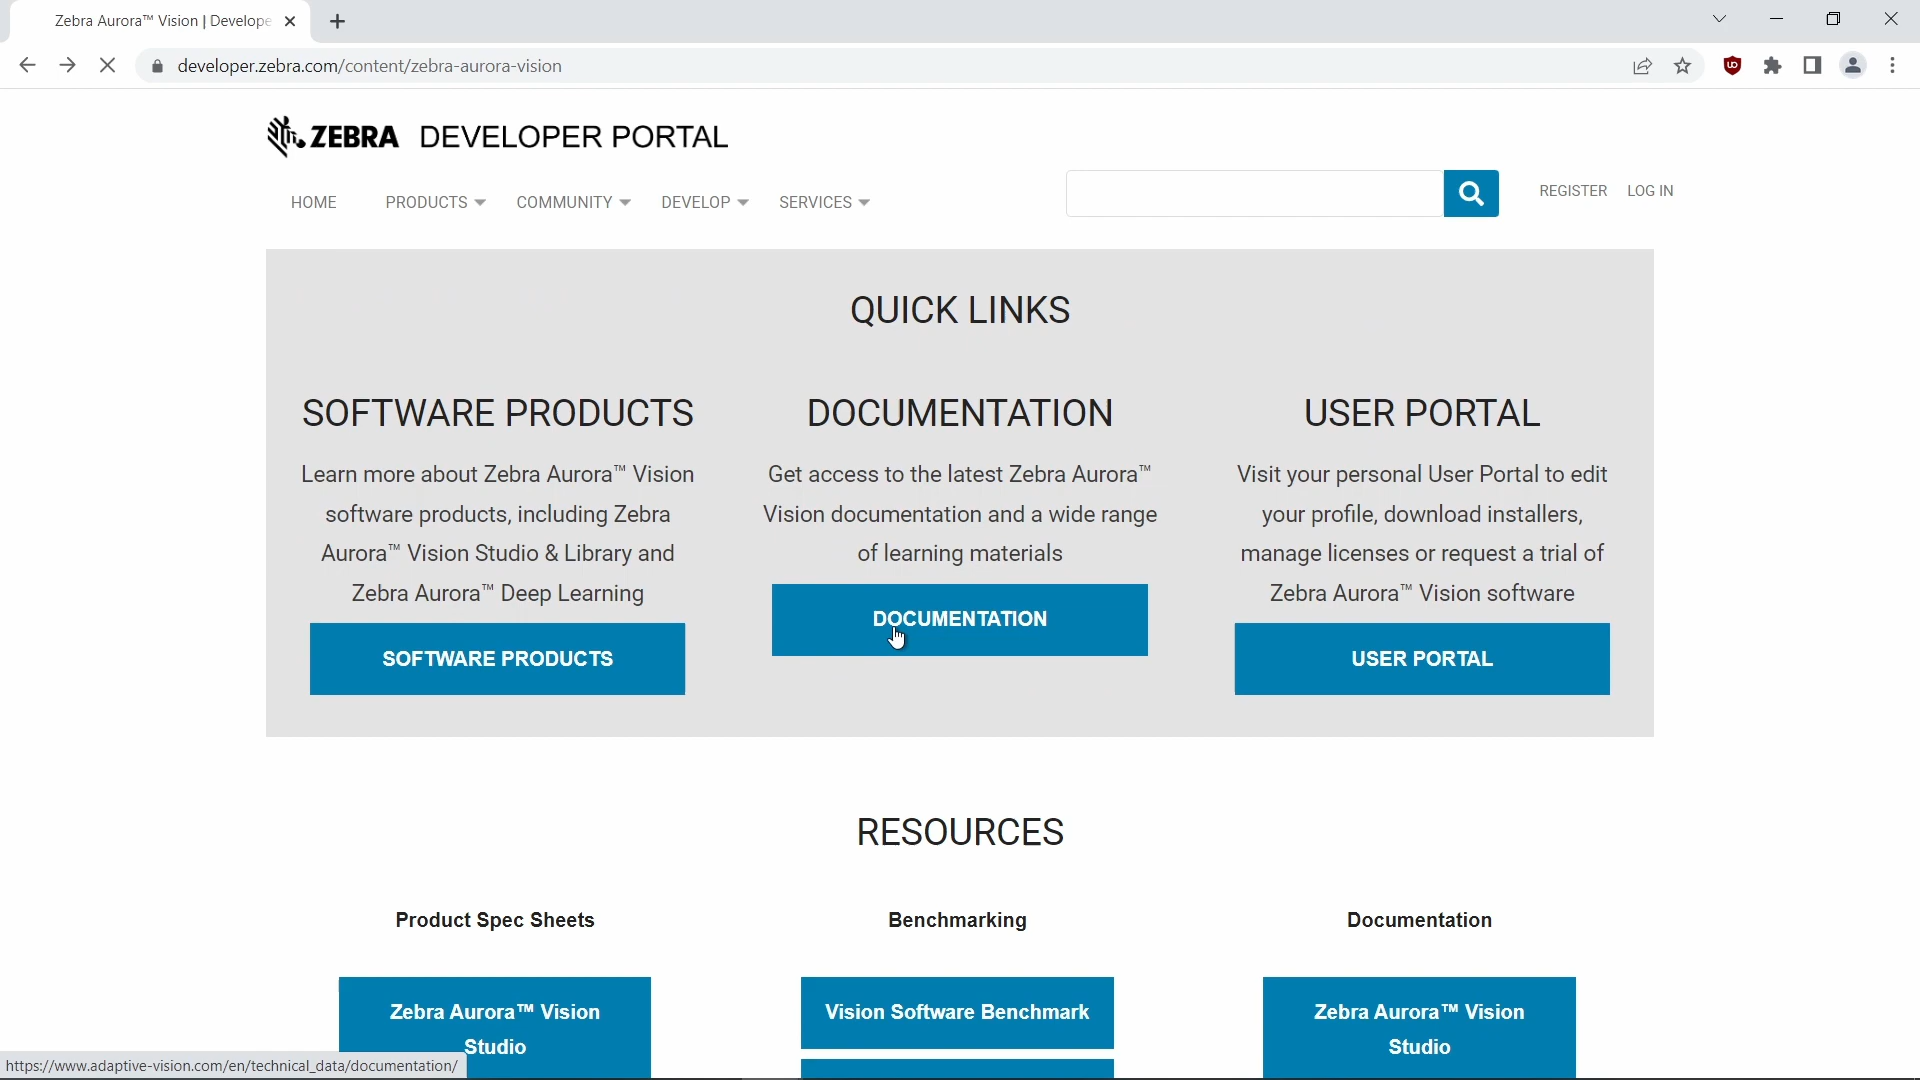 Zebra Aurora™ Vision | Develope
developer.zebra.com/content/zebra-aurora-vision
ZEBRA DEVELOPER PORTAL
HOME PRODUCTS COMMUNITY DEVELOP SERVICES
REGISTER LOG IN
QUICK LINKS
SOFTWARE PRODUCTS
Learn more about Zebra Aurora™ Vision
software products, including Zebra
Aurora™ Vision Studio & Library and
Zebra Aurora™ Deep Learning
SOFTWARE PRODUCTS
DOCUMENTATION
Get access to the latest Zebra Aurora™
Vision documentation and a wide range
of learning materials
DOCUMENTATION
USER PORTAL
Visit your personal User Portal to edit
your profile, download installers,
manage licenses or request a trial of
Zebra Aurora™ Vision software
USER PORTAL
RESOURCES
Product Spec Sheets
Zebra Aurora™ Vision
Studio
Benchmarking
Vision Software Benchmark
Documentation
Zebra Aurora™ Vision
Studio
https://www.adaptive-vision.com/en/technical_data/documentation/